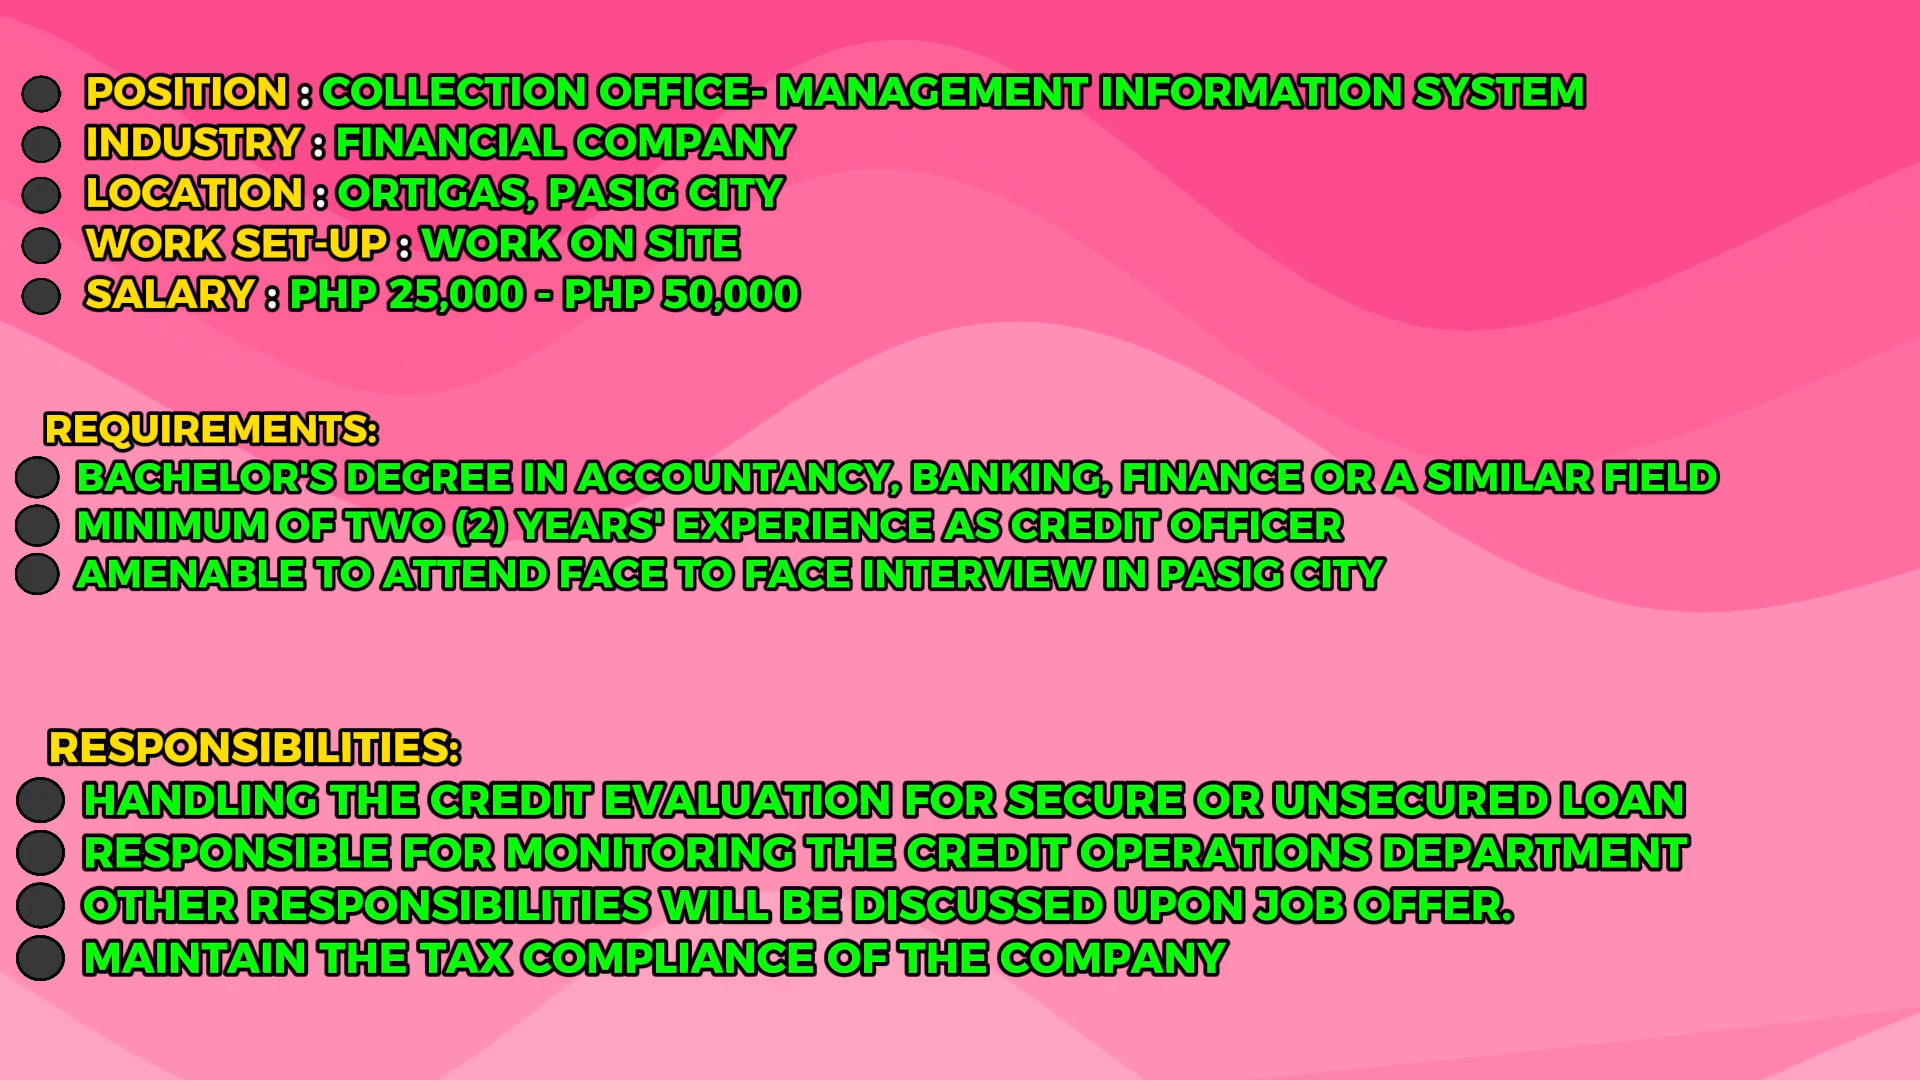 POSITION : COLLECTION OFFICE- MANAGEMENT INFORMATION SYSTEM
INDUSTRY : FINANCIAL COMPANY
LOCATION : ORTIGAS, PASIG CITY
WORK SET-UP : WORK ON SITE
SALARY : PHP 25,000 - PHP 50,000
REQUIREMENTS:
BACHELOR'S DEGREE IN ACCOUNTANCY, BANKING, FINANCE OR A SIMILAR FIELD
MINIMUM OF TWO (2) YEARS' EXPERIENCE AS CREDIT OFFICER
AMENABLE TO ATTEND FACE TO FACE INTERVIEW IN PASIG CITY
RESPONSIBILITIES:
HANDLING THE CREDIT EVALUATION FOR SECURE OR UNSECURED LOAN
RESPONSIBLE FOR MONITORING THE CREDIT OPERATIONS DEPARTMENT
OTHER RESPONSIBILITIES WILL BE DISCUSSED UPON JOB OFFER.
MAINTAIN THE TAX COMPLIANCE OF THE COMPANY